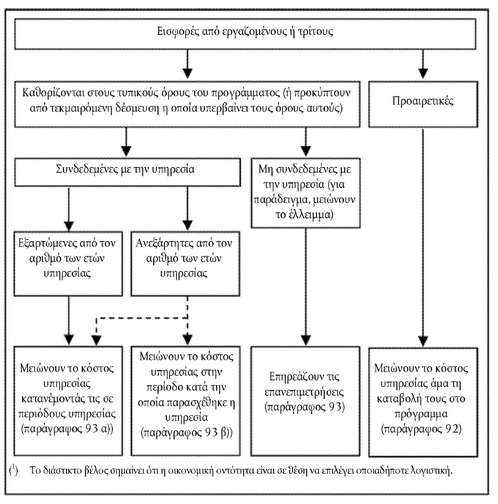 Εισφορές από εργαζομένους ή τρίτους
Καθορίζονται στους τυπικούς όρους του προγράμματος (ή προκύπτουν
από τεκμαιρόμενη δέσμευση η οποία υπερβαίνει τους όρους αυτούς)
Προαιρετικές
Συνδεδεμένες με την υπηρεσία
Μη συνδεδεμένες με
την υπηρεσία (για
παράδειγμα, μειώνουν
το έλλειμμα)
Εξαρτώμενες από τον
αριθμό των ετών
υπηρεσίας
Ανεξάρτητες από τον
αριθμό των ετών
υπηρεσίας
Μειώνουν το κόστος
υπηρεσίας
κατανέμοντάς τις σε
περιόδους υπηρεσίας
(παράγραφος 93 α))
Μειώνουν το κόστος
υπηρεσίας στην
περίοδο κατά την
οποία παρασχέθηκε η
υπηρεσία
(παράγραφος 93 β))
Επηρεάζουν τις
επανεπιμετρήσεις
(παράγραφος 93)
Μειώνουν το κόστος
υπηρεσίας άμα τη
καταβολή τους στο
πρόγραμμα
(παράγραφος 92)
(¹) Το διάστικτο βέλος σημαίνει ότι η οικονομική οντότητα είναι σε θέση να επιλέγει οποιαδήποτε λογιστική.